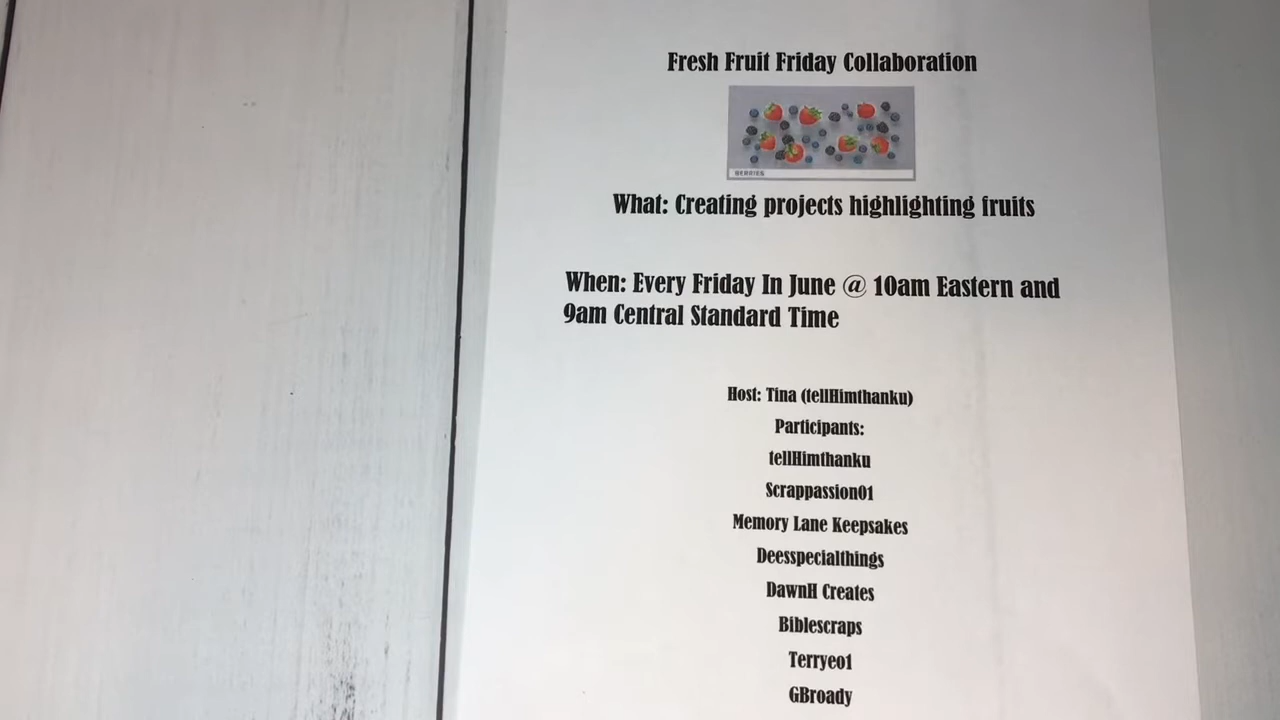 Fresh Fruit Friday Collaboration
BERRIES
What: Creating projects highlighting fruits
When: Every Friday In June @ 10am Eastern and
9am Central Standard Time
Host: Tina (tellHimthanku)
Participants:
tellHimthanku
Scrappassion01
Memory Lane Keepsakes
Deesspecialthings
DawnH Creates
Biblescraps
Terryeo1
GBroady